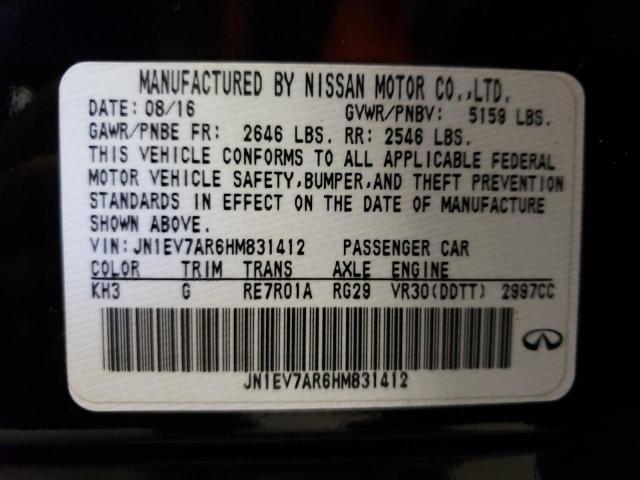 MANUFACTURED BY NISSAN MOTOR CO.,LTD.
DATE: 08/16 GVWR/PNBV: 5159 LBS.
GAWR/PNBE FR: 2646 LBS. RR: 2546 LBS.
THIS VEHICLE CONFORMS TO ALL APPLICABLE FEDERAL
MOTOR VEHICLE SAFETY,BUMPER,AND THEFT PREVENTION
STANDARDS IN EFFECT ON THE DATE OF MANUFACTURE
SHOWN ABOVE.
VIN:JN1EV7AR6HM831412 PASSENGER CAR
COLOR TRIM TRANS AXLE ENGINE
KH3 G RE7R01A RG29 VR30(DDTT) 2997CC
JN1EV7AR6HM831412